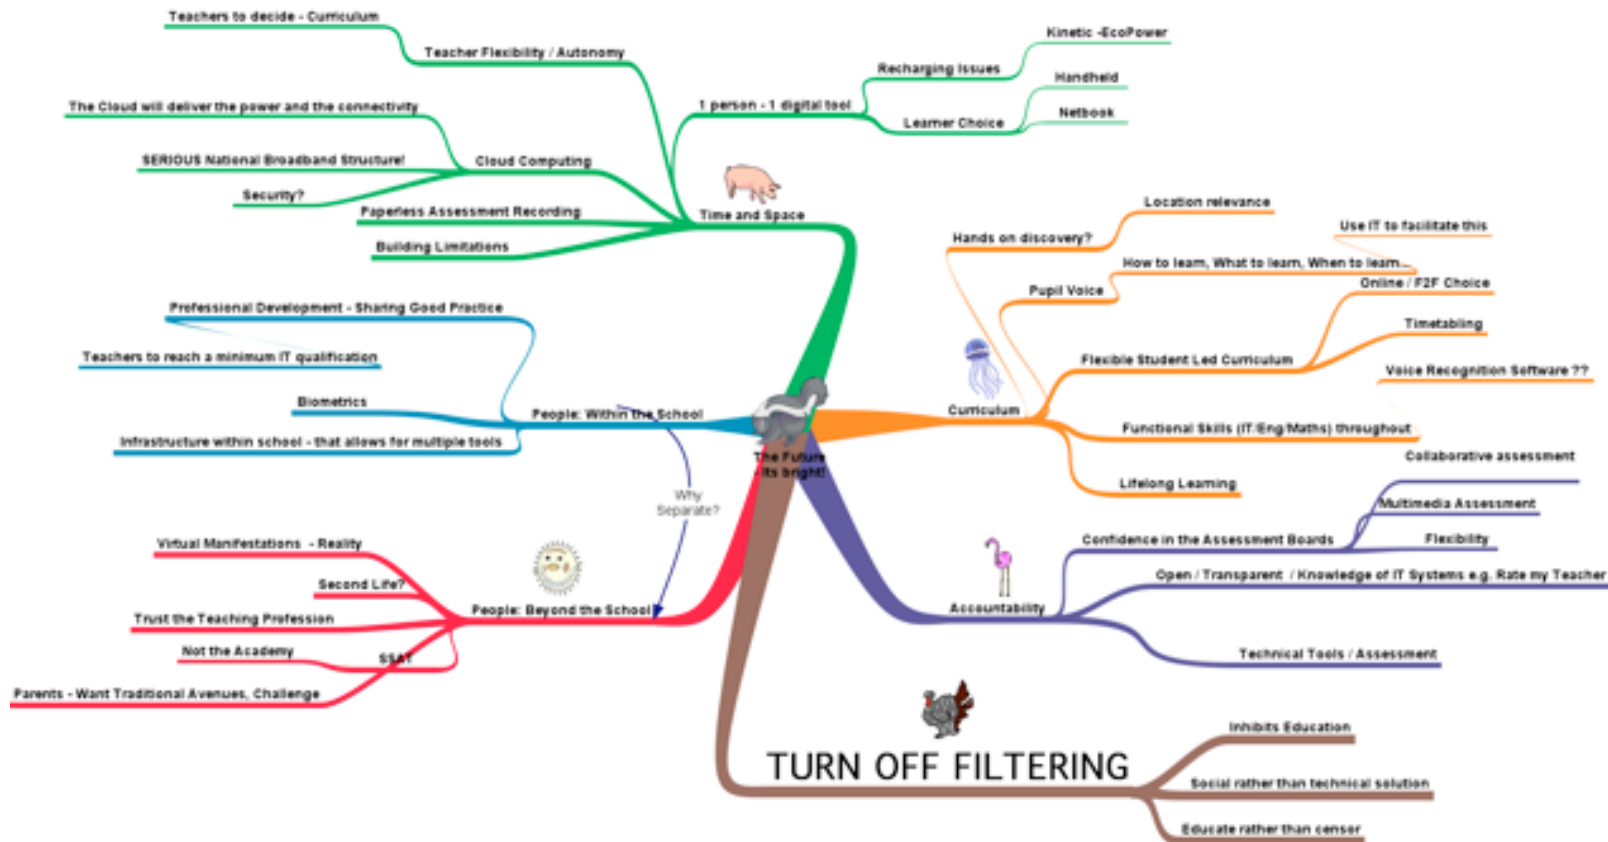 Teachers to decide - Curriculum
Teacher Flexibility / Autonomy
The Cloud will deliver the power and the connectivity
SERIOUS National Broadband Structure!
Cloud Computing
Security?
Paperless Assessment Recording
Building Limitations
Time and Space
1 person - 1 digital tool
Recharging Issues
Kinetic -EcoPower
Learner Choice
Handheld
Netbook
Professional Development - Sharing Good Practice
Teachers to reach a minimum IT qualification
Biometrics
People: Within the School
Infrastructure within school - that allows for multiple tools
The Future
- Its bright!
Why
Separate?
Virtual Manifestations - Reality
Second Life?
Trust the Teaching Profession
Not the Academy
SSAT
Parents - Want Traditional Avenues, Challenge
People: Beyond the School
Location relevance
Hands on discovery?
Use IT to facilitate this
How to learn, What to learn, When to learn...
Pupil Voice
Online / F2F Choice
Timetabling
Flexible Student Led Curriculum
Voice Recognition Software ??
Curriculum
Functional Skills (IT/Eng/Maths) throughout
Lifelong Learning
Collaborative assessment
Multimedia Assessment
Confidence in the Assessment Boards
Flexibility
Open / Transparent / Knowledge of IT Systems e.g. Rate my Teacher
Accountability
Technical Tools / Assessment
TURN OFF FILTERING
Inhibits Education
Social rather than technical solution
Educate rather than censor